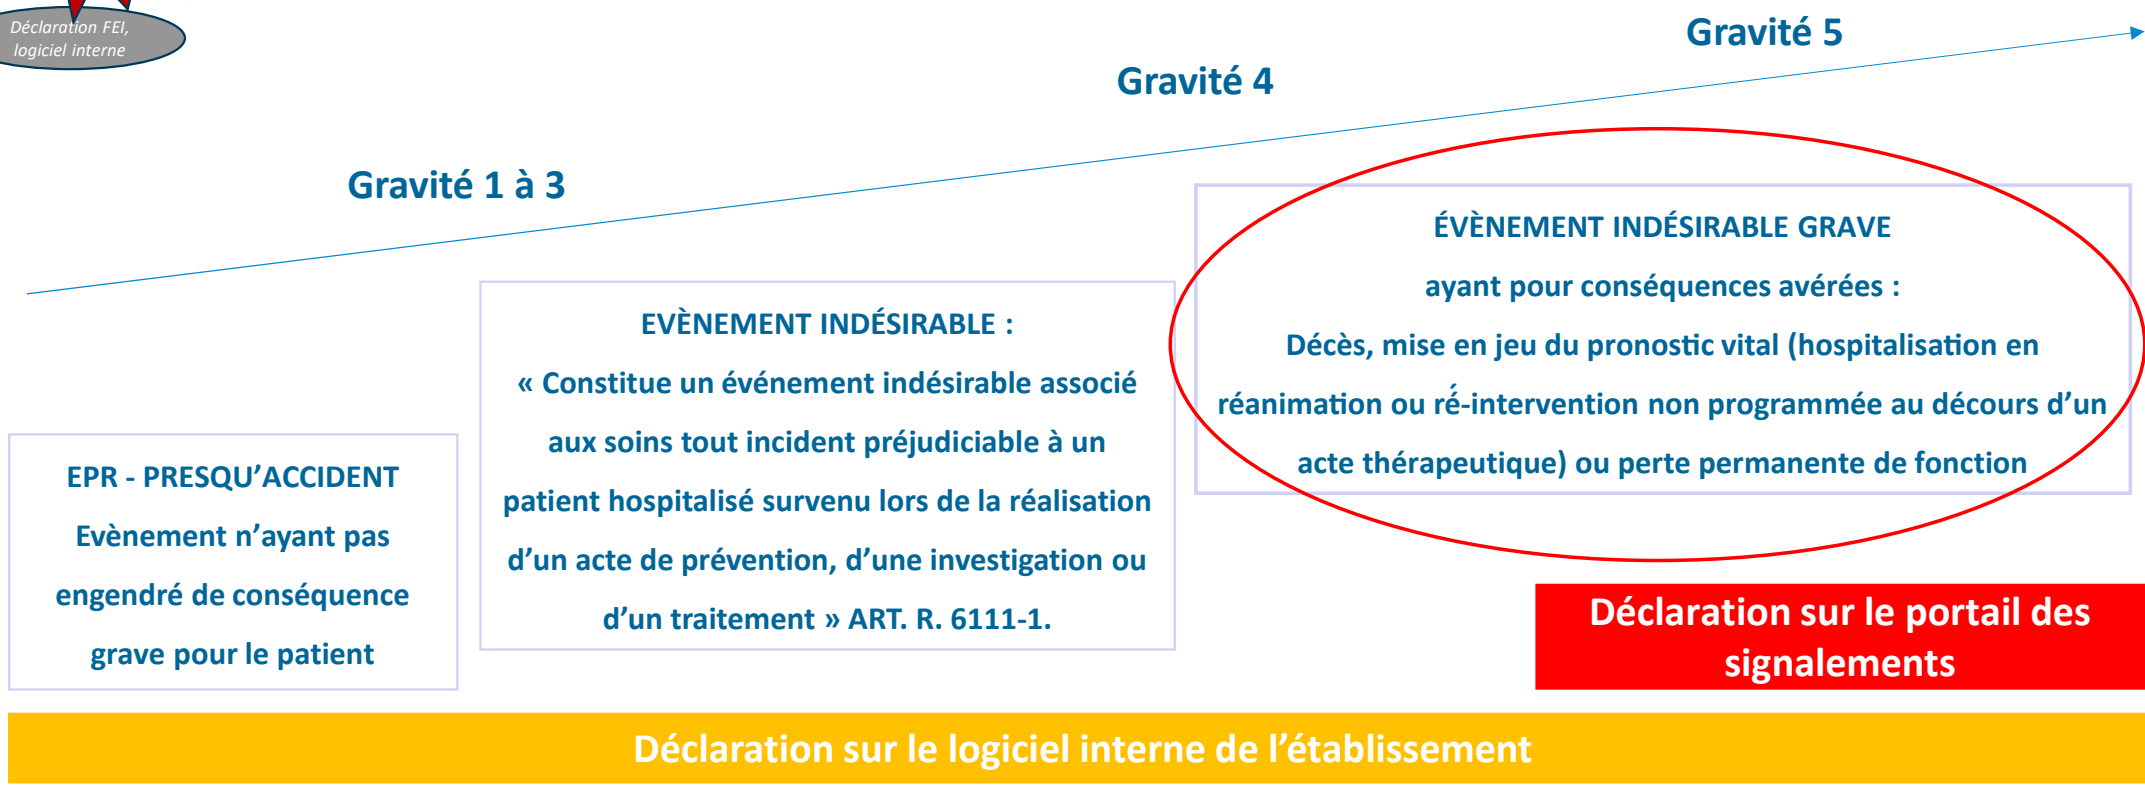 Déclaration FEI,
logiciel interne
Gravité 5
Gravité 4
Gravité 1 à 3
ÉVÈNEMENT INDÉSIRABLE GRAVE
ayant pour conséquences avérées :
Décès, mise en jeu du pronostic vital (hospitalisation en
réanimation ou ré-intervention non programmée au décours d’un
acte thérapeutique) ou perte permanente de fonction
EVÈNEMENT INDÉSIRABLE :
« Constitue un événement indésirable associé
aux soins tout incident préjudiciable à un
patient hospitalisé survenu lors de la réalisation
d’un acte de prévention, d’une investigation ou
d’un traitement » ART. R. 6111-1.
EPR - PRESQU’ACCIDENT
Evènement n’ayant pas
engendré de conséquence
grave pour le patient
Déclaration sur le portail des
signalements
Déclaration sur le logiciel interne de l’établissement